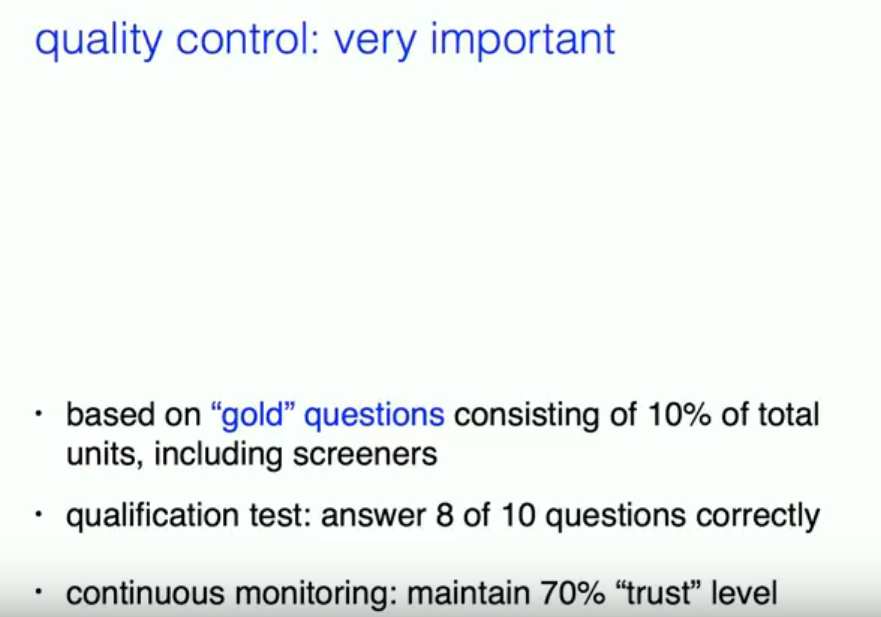 quality control: very important
· based on “gold” questions consisting of 10% of total
units, including screeners
· qualification test: answer 8 of 10 questions correctly
· continuous monitoring: maintain 70% “trust” level